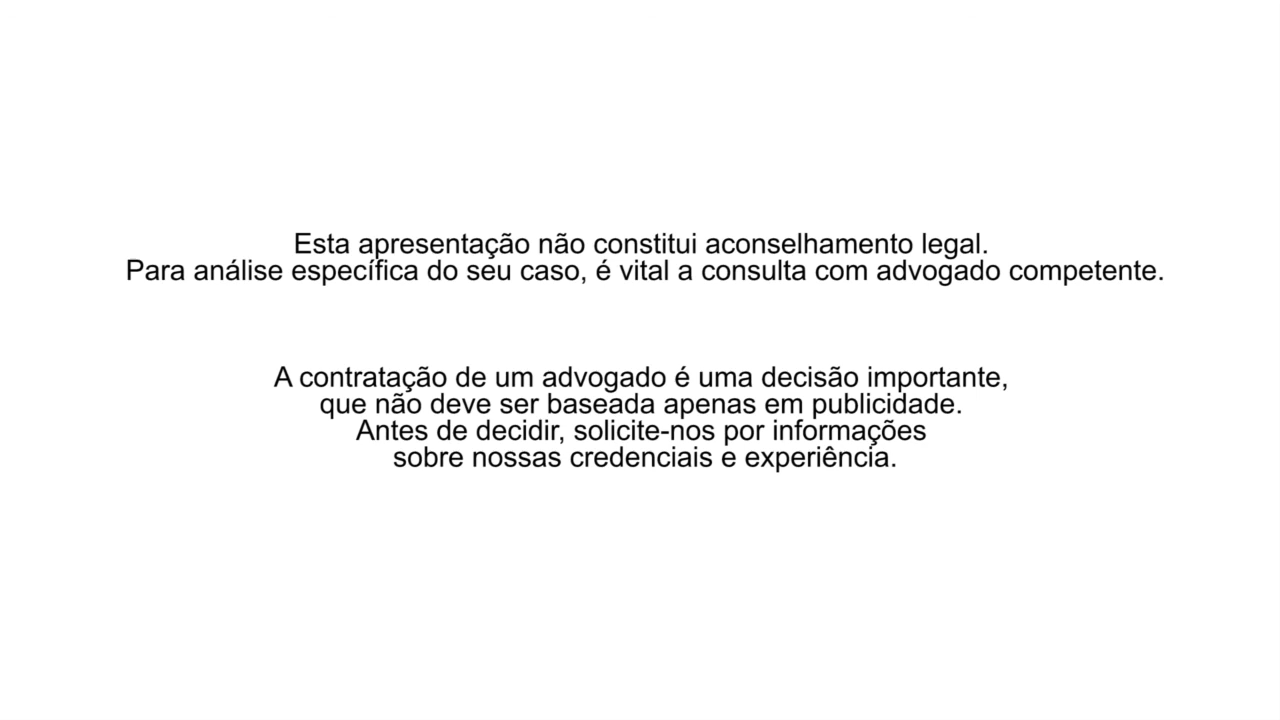 Esta apresentação não constitui aconselhamento legal.
Para análise específica do seu caso, é vital a consulta com advogado competente.
A contratação de um advogado é uma decisão importante,
que não deve ser baseada apenas em publicidade.
Antes de decidir, solicite-nos por informações
sobre nossas credenciais e experiência.